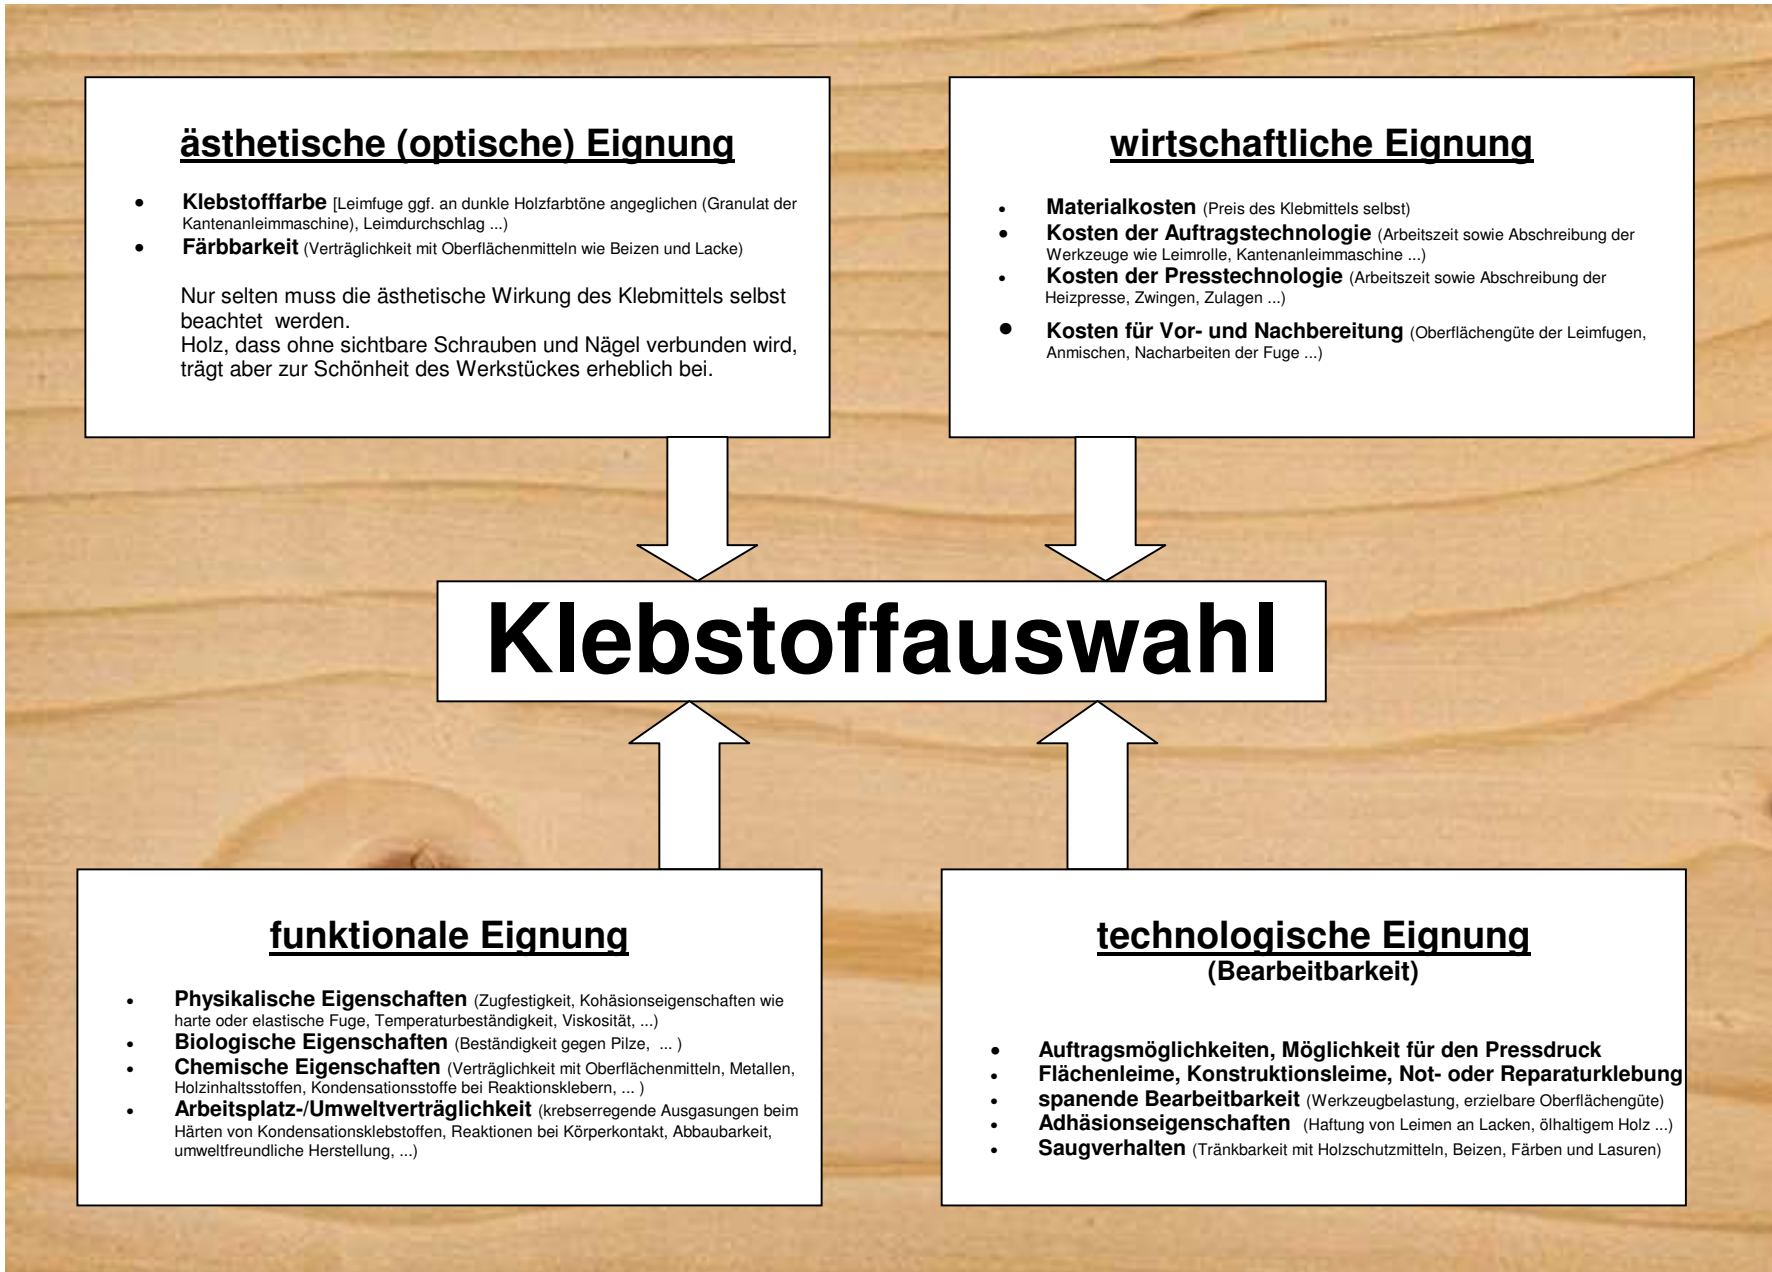 ästhetische (optische) Eignung
• Klebstofffarbe [Leimfuge ggf. an dunkle Holzfarbtöne angeglichen (Granulat der
Kantenanleimmaschine), Leimdurchschlag ...)
• Färbbarkeit (Verträglichkeit mit Oberflächenmitteln wie Beizen und Lacke)
Nur selten muss die ästhetische Wirkung des Klebmittels selbst
beachtet werden.
Holz, dass ohne sichtbare Schrauben und Nägel verbunden wird,
trägt aber zur Schönheit des Werkstückes erheblich bei.
wirtschaftliche Eignung
• Materialkosten (Preis des Klebmittels selbst)
• Kosten der Auftragstechnologie (Arbeitszeit sowie Abschreibung der
Werkzeuge wie Leimrolle, Kantenanleimmaschine ...)
• Kosten der Presstechnologie (Arbeitszeit sowie Abschreibung der
Heizpresse, Zwingen, Zulagen ...)
• Kosten für Vor- und Nachbereitung (Oberflächengüte der Leimfugen,
Anmischen, Nacharbeiten der Fuge ...)
Klebstoffauswahl
funktionale Eignung
• Physikalische Eigenschaften (Zugfestigkeit, Kohäsionseigenschaften wie
harte oder elastische Fuge, Temperaturbeständigkeit, Viskosität, ...)
• Biologische Eigenschaften (Beständigkeit gegen Pilze, ... )
• Chemische Eigenschaften (Verträglichkeit mit Oberflächenmitteln, Metallen,
Holzinhaltsstoffen, Kondensationsstoffe bei Reaktionsklebern, ... )
• Arbeitsplatz-/Umweltverträglichkeit (krebserregende Ausgasungen beim
Härten von Kondensationsklebstoffen, Reaktionen bei Körperkontakt, Abbaubarkeit,
umweltfreundliche Herstellung, ...)
technologische Eignung
(Bearbeitbarkeit)
• Auftragsmöglichkeiten, Möglichkeit für den Pressdruck
• Flächenleime, Konstruktionsleime, Not- oder Reparaturklebung
• spanende Bearbeitbarkeit (Werkzeugbelastung, erzielbare Oberflächengüte)
• Adhäsionseigenschaften (Haftung von Leimen an Lacken, ölhaltigem Holz ...)
• Saugverhalten (Tränkbarkeit mit Holzschutzmitteln, Beizen, Färben und Lasuren)